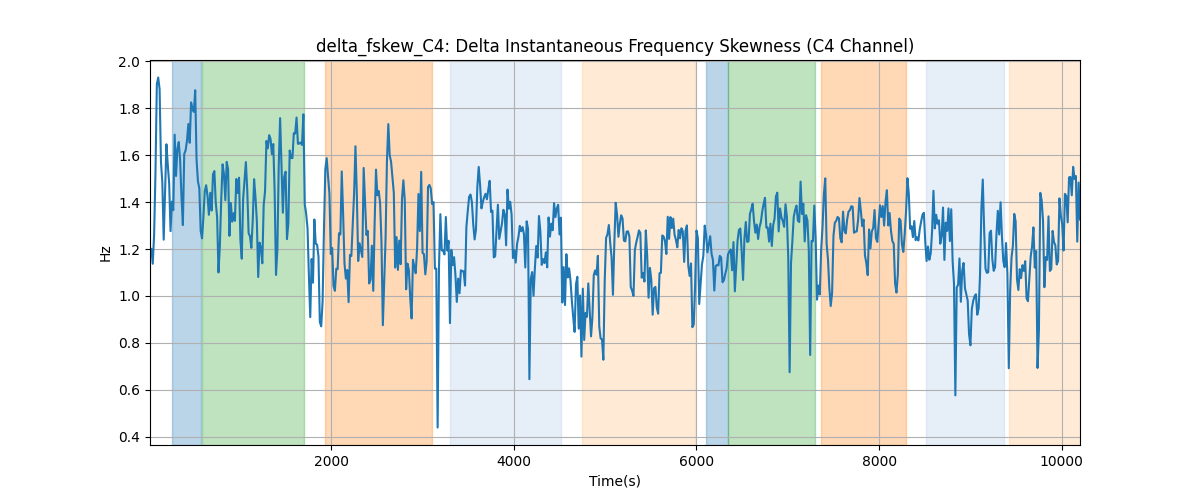 delta_fskew_C4: Delta Instantaneous Frequency Skewness (C4 Channel)
2.0
1.8
1.6
1.4
1.2
1.0
0.8
0.6
0.4
Hz
2000 4000 6000 8000 10000
Time(s)